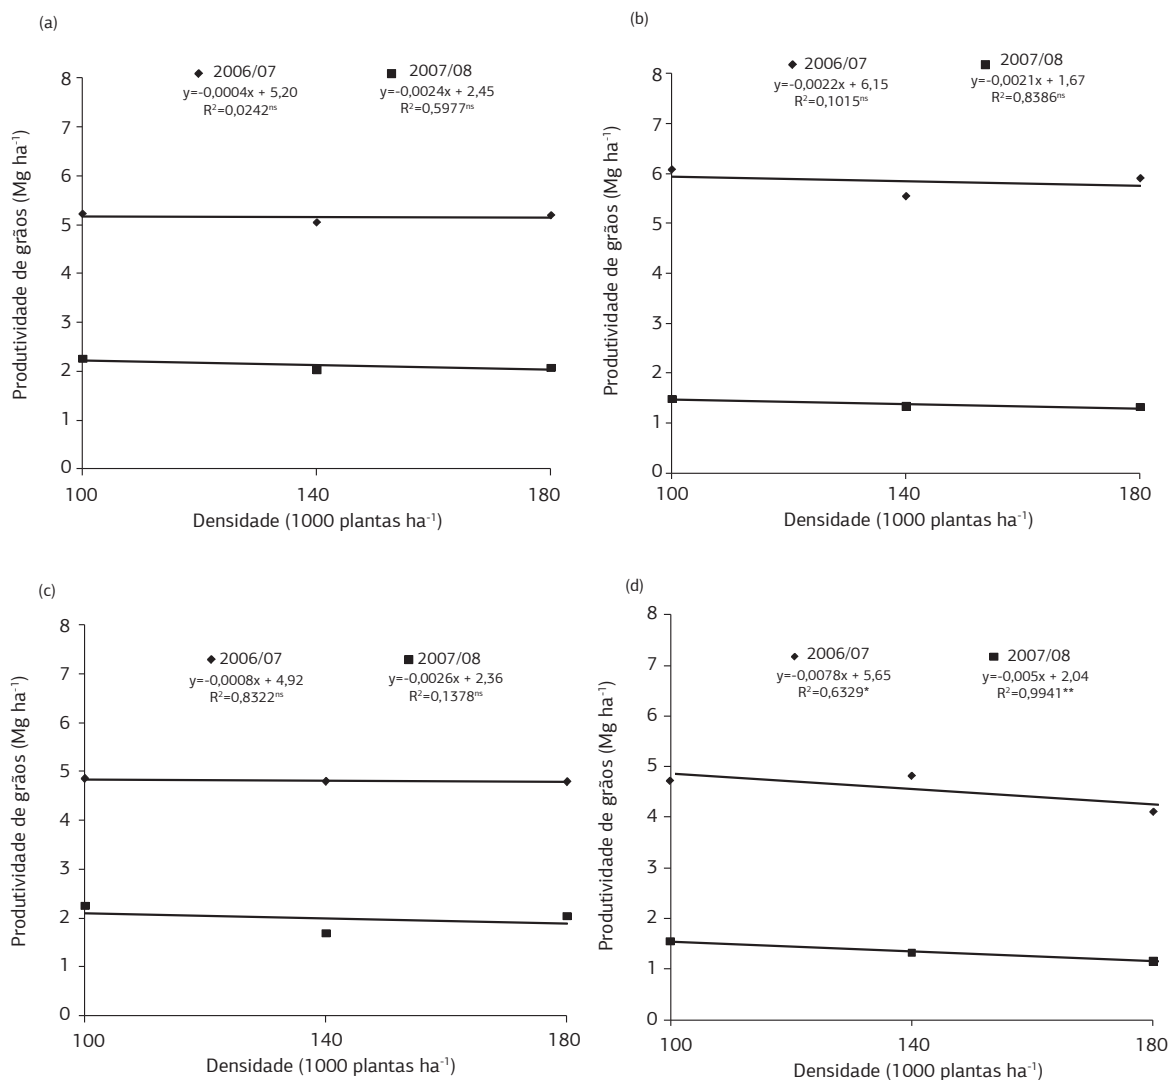 (a)
2006/07
2007/08
y=-0,0004x + 5,20
y=-0,0024x + 2,45
R²=0,0242ⁿˢ
R²=0,5977ⁿˢ
Produtividade de grãos (Mg ha⁻¹)
8
7
6
5
4
3
2
1
0
100
140
180
Densidade (1000 plantas ha⁻¹)
(b)
2006/07
2007/08
y=-0,0022x + 6,15
y=-0,0021x + 1,67
R²=0,1015ⁿˢ
R²=0,8386ⁿˢ
Produtividade de grãos (Mg ha⁻¹)
8
7
6
5
4
3
2
1
0
100
140
180
Densidade (1000 plantas ha⁻¹)
(c)
2006/07
2007/08
y=-0,0008x + 4,92
y=-0,0026x + 2,36
R²=0,8322ⁿˢ
R²=0,1378ⁿˢ
Produtividade de grãos (Mg ha⁻¹)
8
7
6
5
4
3
2
1
0
100
140
180
Densidade (1000 plantas ha⁻¹)
(d)
2006/07
2007/08
y=-0,0078x + 5,65
y=-0,005x + 2,04
R²=0,6329*
R²=0,9941**
Produtividade de grãos (Mg ha⁻¹)
8
7
6
5
4
3
2
1
0
100
140
180
Densidade (1000 plantas ha⁻¹)